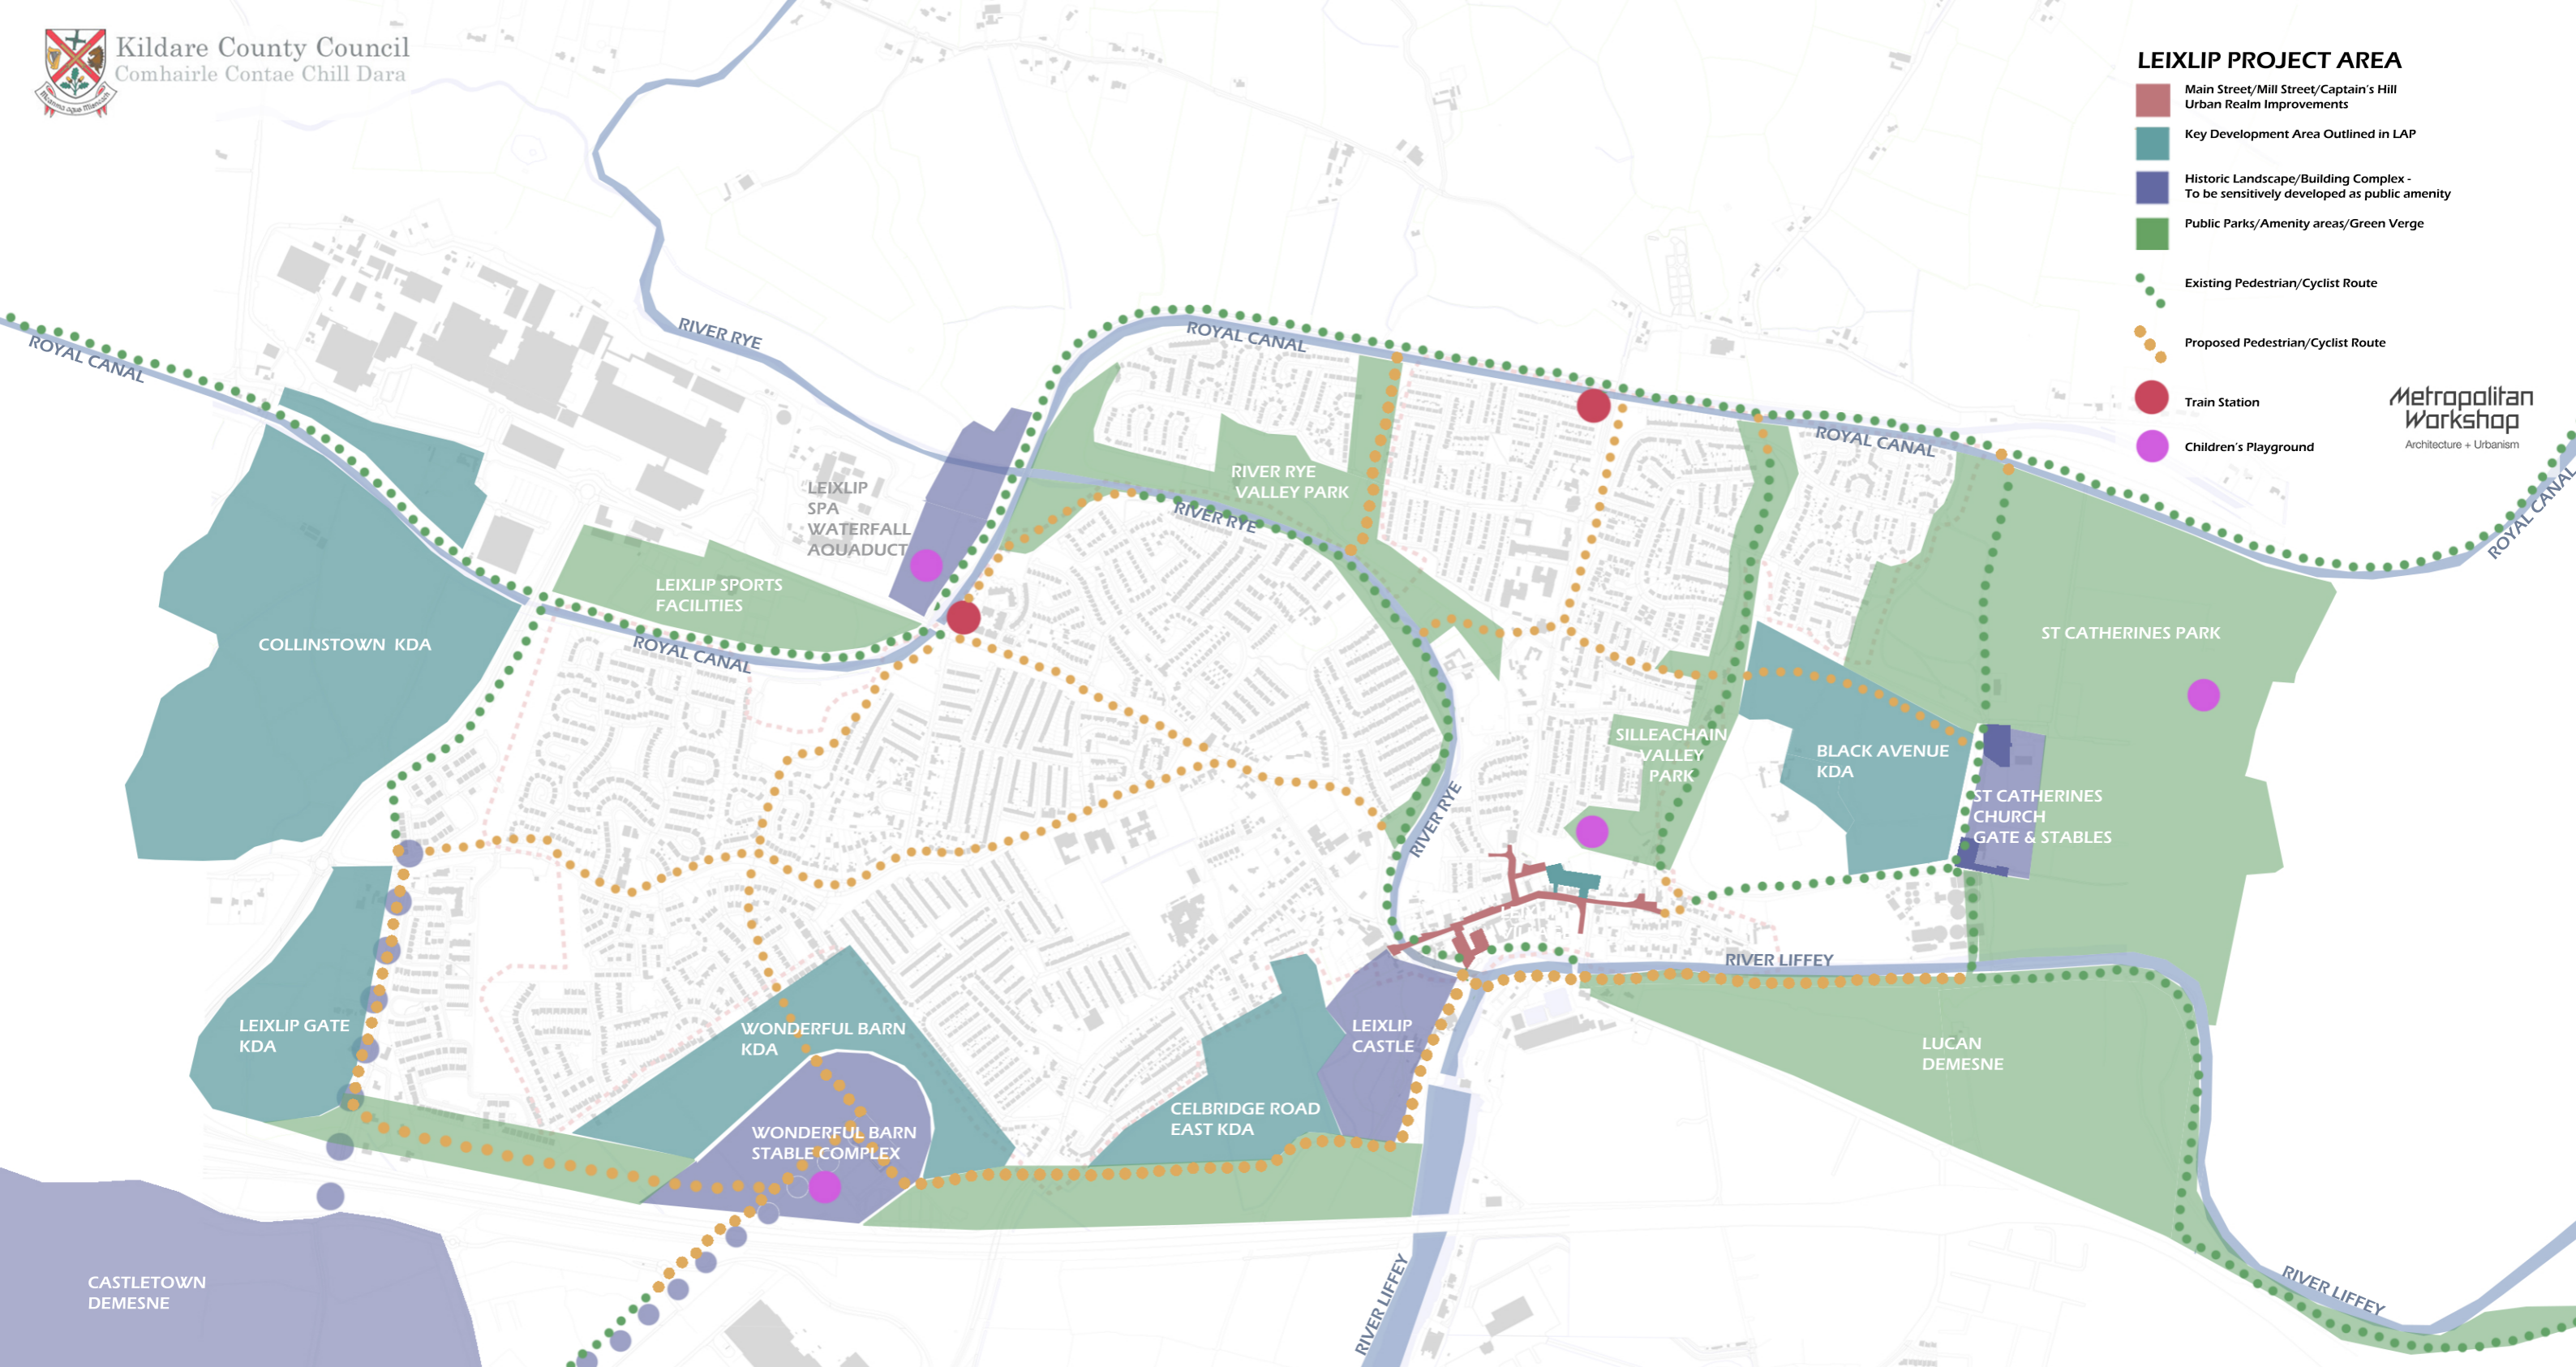 Kildare County Council
Comhairle Contae Chill Dara
LEIXLIP PROJECT AREA
Main Street/Mill Street/Captain's Hill
Urban Realm Improvements
Key Development Area Outlined in LAP
Historic Landscape/Building Complex -
To be sensitively developed as public amenity
Public Parks/Amenity areas/Green Verge
Existing Pedestrian/Cyclist Route
Proposed Pedestrian/Cyclist Route
Train Station
Children's Playground
Metropolitan
Workshop
Architecture + Urbanism
RIVER RYE
ROYAL CANAL
ROYAL CANAL
ROYAL CANAL
ROYAL CANAL
RIVER RYE
VALLEY PARK
RIVER RYE
LEIXLIP
SPA
WATERFALL
AQUADUCT
LEIXLIP SPORTS
FACILITIES
ROYAL CANAL
COLLINSTOWN KDA
ST CATHERINES PARK
SILLEACHAIN
VALLEY
PARK
BLACK AVENUE
KDA
ST CATHERINES
CHURCH
GATE & STABLES
RIVER RYE
RIVER LIFFEY
LEIXLIP GATE
KDA
WONDERFUL BARN
KDA
LEIXLIP
CASTLE
LUCAN
DEMESNE
CELBRIDGE ROAD
EAST KDA
WONDERFUL BARN
STABLE COMPLEX
CASTLETOWN
DEMESNE
RIVER LIFFEY
RIVER LIFFEY